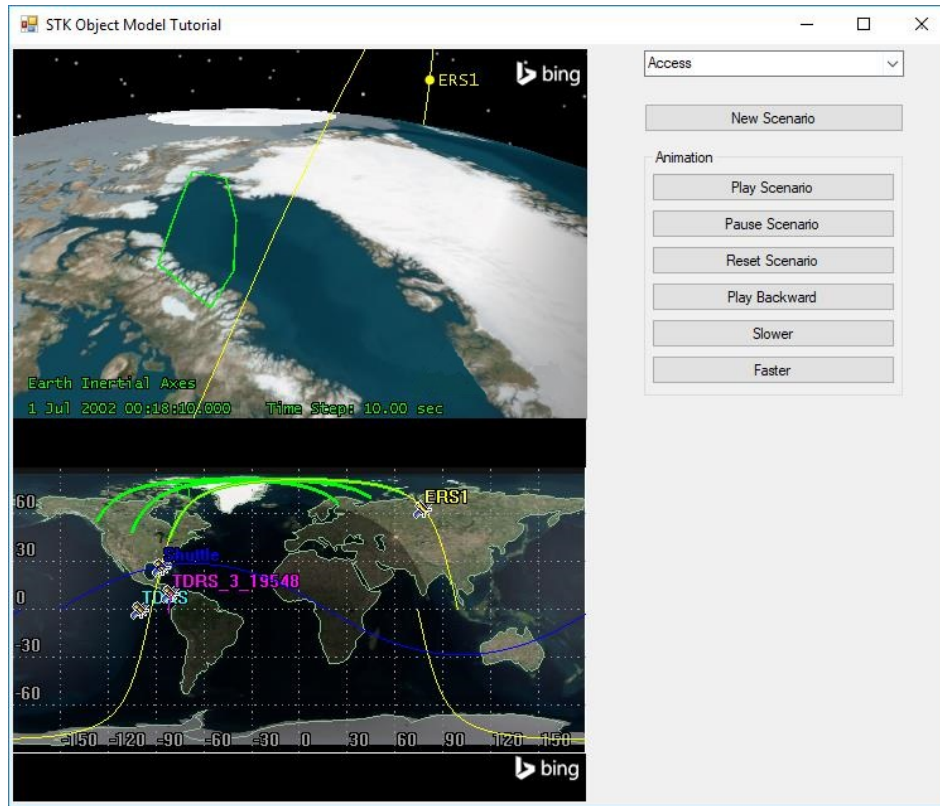 STK Object Model Tutorial
bing
ERS1
Earth Inertial Axes
1 Jul 2002 00:18:10.000 Time Step: 10.00 sec
Access
New Scenario
Animation
Play Scenario
Pause Scenario
Reset Scenario
Play Backward
Slower
Faster
60
ERS1
30
Shuttle
TDRS_3_19548
0
TDRS
-30
-60
-150 -120 -90 -60 -30 0 30 60 90 120 150
bing